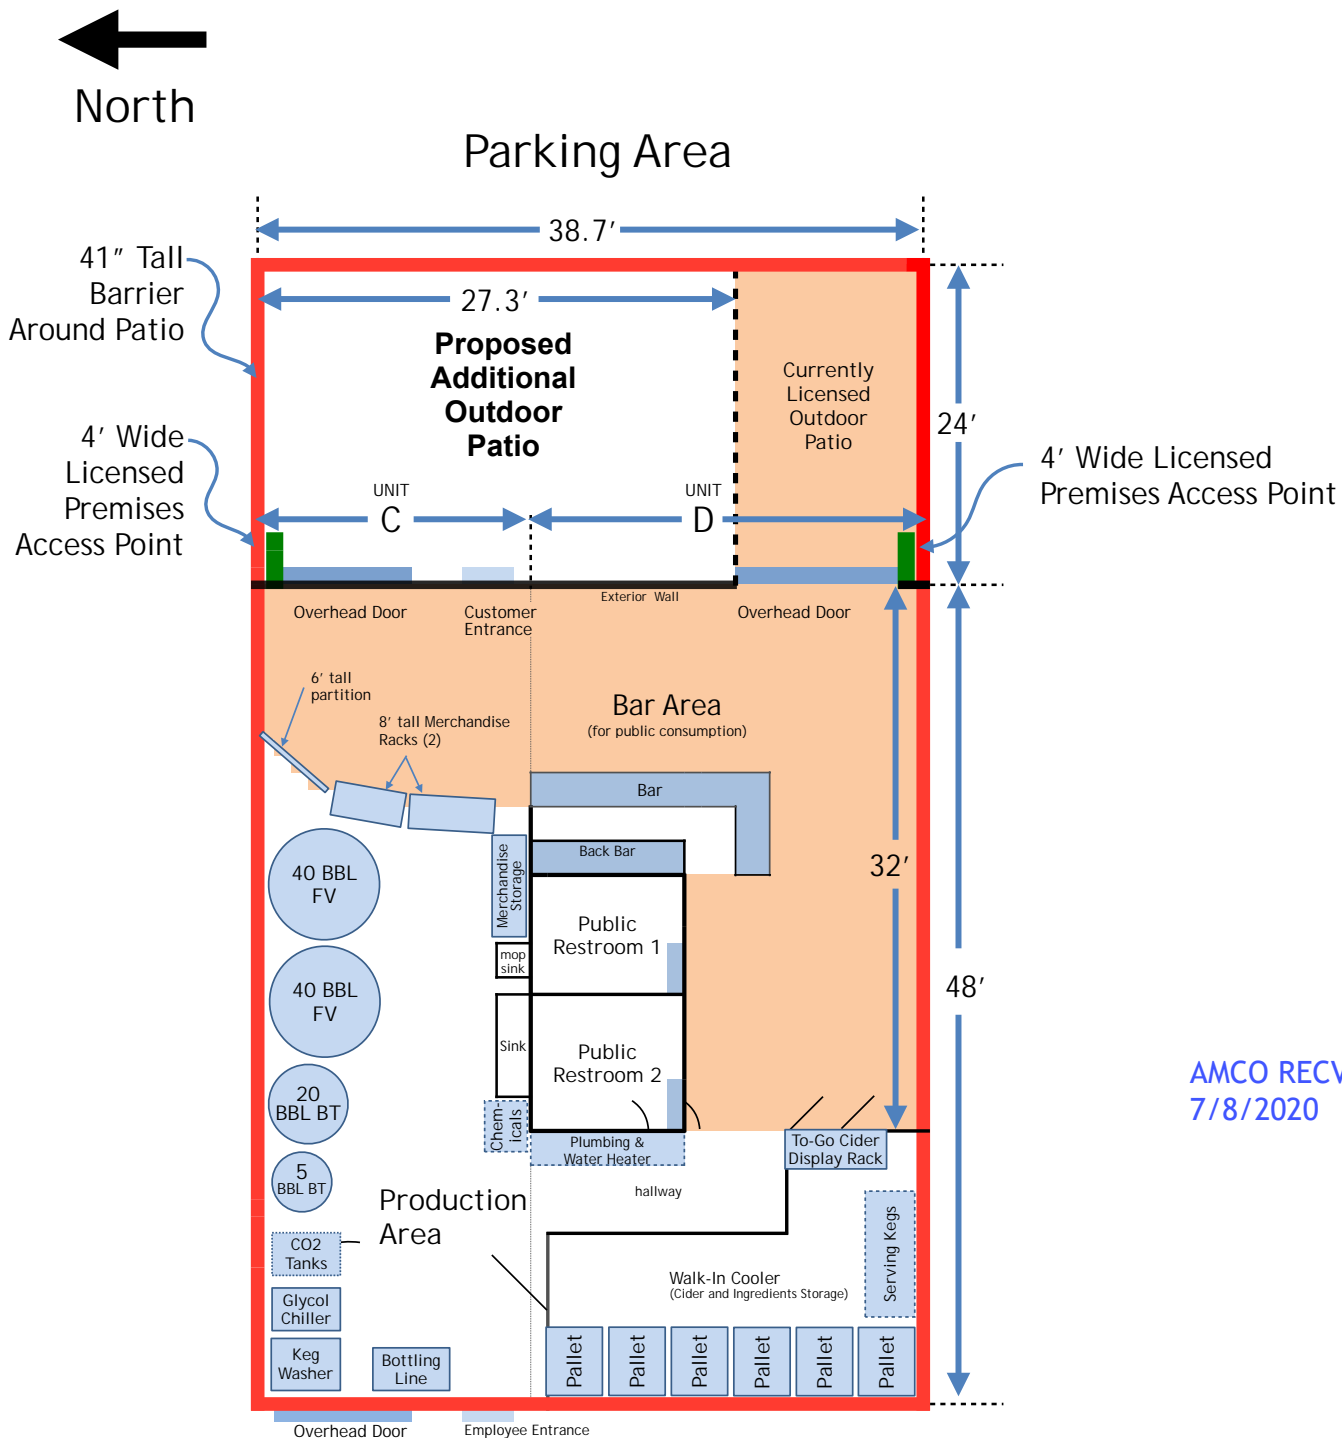 North
Parking Area
38.7′
41″ Tall
Barrier
Around Patio
27.3′
Proposed
Additional
Outdoor
Patio
Currently
Licensed
Outdoor
Patio
24′
4′ Wide
Licensed
Premises
Access Point
4′ Wide Licensed
Premises Access Point
UNIT
C
UNIT
D
Exterior Wall
Overhead Door
Customer
Entrance
Overhead Door
6′ tall
partition
8′ tall Merchandise
Racks (2)
Bar Area
(for public consumption)
Bar
Back Bar
Merchandise
Storage
40 BBL
FV
32′
Public
Restroom 1
mop
sink
40 BBL
FV
48′
Sink
Public
Restroom 2
20
BBL BT
Chem-
icals
AMCO RECV
7/8/2020
Plumbing &
Water Heater
To-Go Cider
Display Rack
5
BBL BT
hallway
Production
Area
Serving Kegs
CO2
Tanks
Walk-In Cooler
(Cider and Ingredients Storage)
Glycol
Chiller
Keg
Washer
Bottling
Line
Pallet
Pallet
Pallet
Pallet
Pallet
Pallet
Overhead Door
Employee Entrance